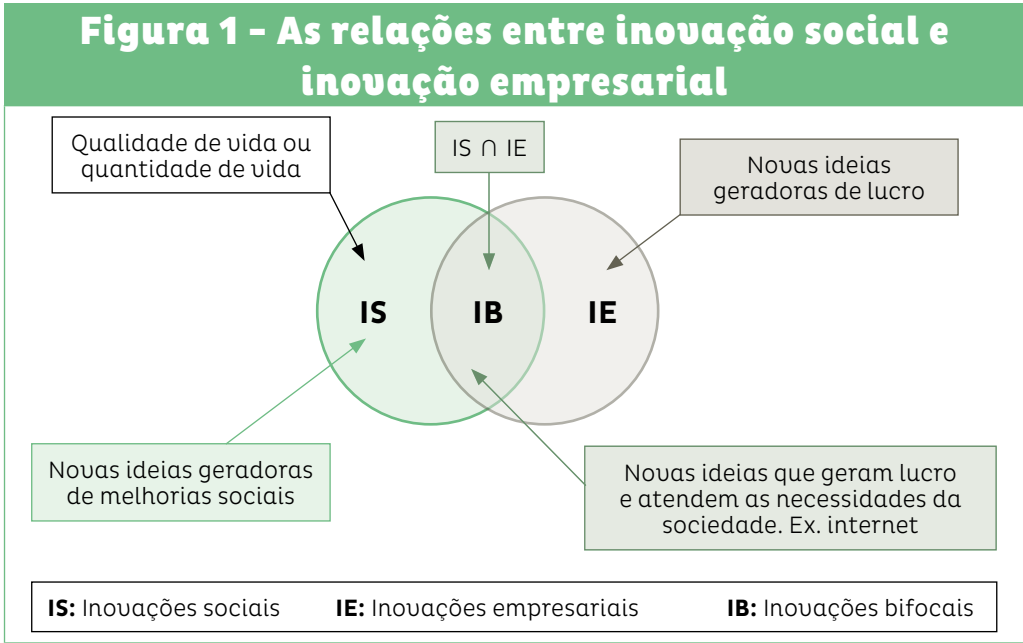 Figura 1 – As relações entre inovação social e
inovação empresarial
Qualidade de vida ou
quantidade de vida
IS ∩ IE
Novas ideias
geradoras de lucro
IS
IB
IE
Novas ideias geradoras
de melhorias sociais
Novas ideias que geram lucro
e atendem as necessidades da
sociedade. Ex. internet
IS: Inovações sociais IE: Inovações empresariais IB: Inovações bifocais